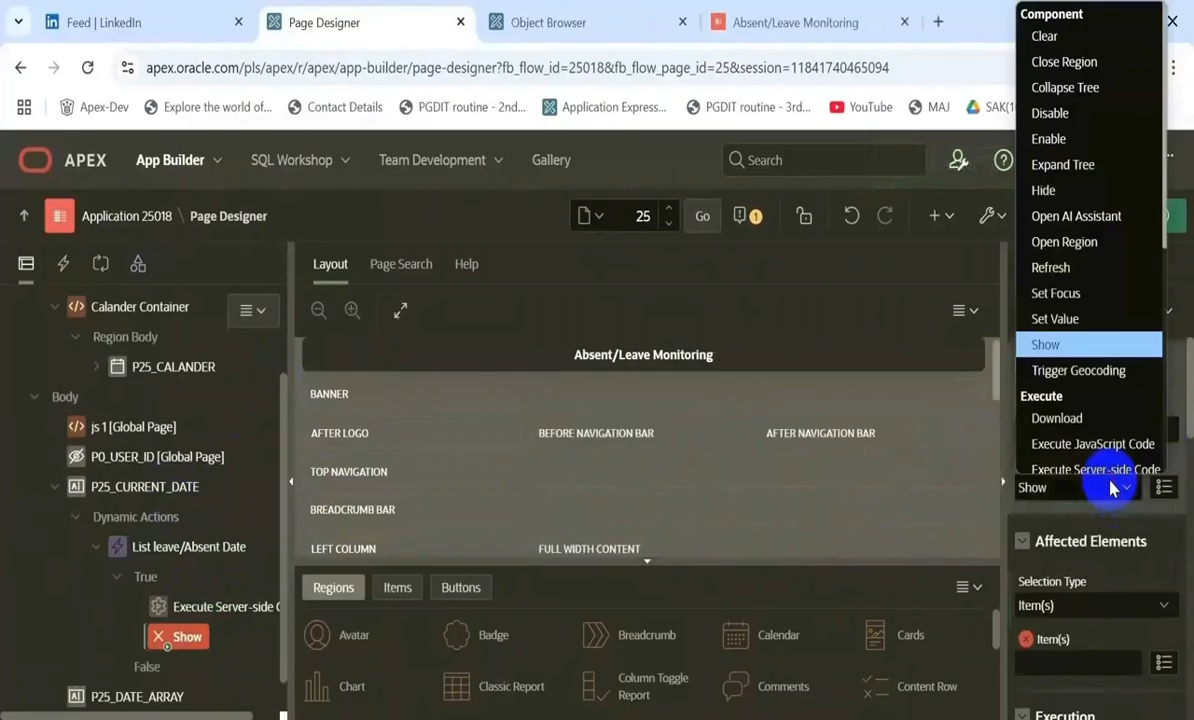 Feed | LinkedIn
Page Designer
Object Browser
Absent/Leave Monitoring
apex.oracle.com/pls/apex/r/apex/app-builder/page-designer?fb_flow_id=25018&fb_flow_page_id=25&session=11841740465094
Apex-Dev
Explore the world of...
Contact Details
PGDIT routine - 2nd...
Application Express...
PGDIT routine - 3rd...
YouTube
MAJ
SAK(1
APEX
App Builder
SQL Workshop
Team Development
Gallery
Search
Application 25018 \ Page Designer
25
Go
1
Layout
Page Search
Help
Calander Container
Region Body
P25_CALANDER
Body
js 1 [Global Page]
P0_USER_ID [Global Page]
P25_CURRENT_DATE
Dynamic Actions
List leave/Absent Date
True
Execute Server-side C
Show
False
P25_DATE_ARRAY
Absent/Leave Monitoring
BANNER
AFTER LOGO
BEFORE NAVIGATION BAR
AFTER NAVIGATION BAR
TOP NAVIGATION
BREADCRUMB BAR
LEFT COLUMN
FULL WIDTH CONTENT
Regions
Items
Buttons
Avatar
Badge
Breadcrumb
Calendar
Cards
Chart
Classic Report
Column Toggle
Report
Comments
Content Row
Component
Clear
Close Region
Collapse Tree
Disable
Enable
Expand Tree
Hide
Open AI Assistant
Open Region
Refresh
Set Focus
Set Value
Show
Trigger Geocoding
Execute
Download
Execute JavaScript Code
Execute Server-side Code
Show
Affected Elements
Selection Type
Item(s)
Item(s)
Execution